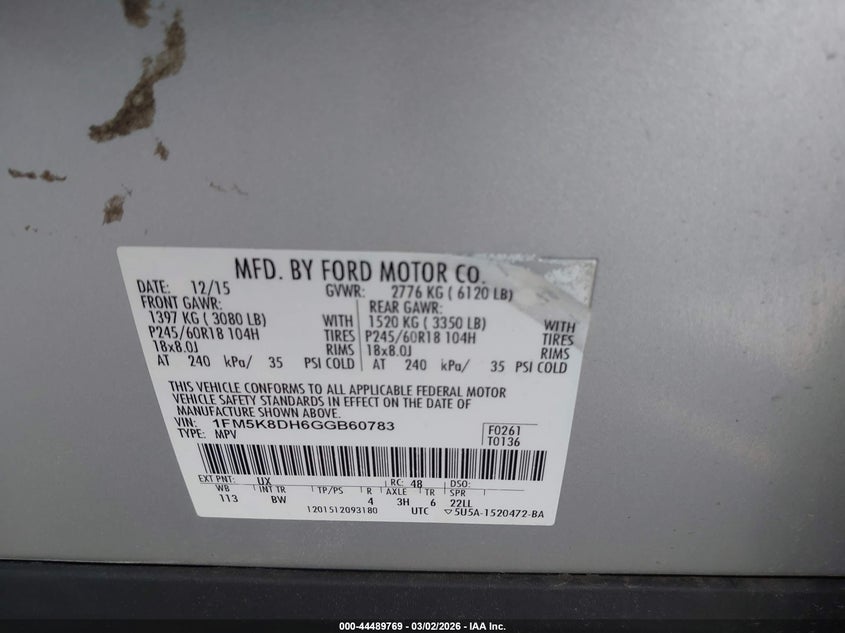 MFD. BY FORD MOTOR CO.
DATE: 12/15 GVWR: 2776 KG ( 6120 LB)
FRONT GAWR: REAR GAWR:
1397 KG ( 3080 LB) WITH 1520 KG ( 3350 LB) WITH
P245/60R18 104H TIRES P245/60R18 104H TIRES
18x8.0J RIMS 18x8.0J RIMS
AT 240 kPa/ 35 PSI COLD AT 240 kPa/ 35 PSI COLD
THIS VEHICLE CONFORMS TO ALL APPLICABLE FEDERAL MOTOR
VEHICLE SAFETY STANDARDS IN EFFECT ON THE DATE OF
MANUFACTURE SHOWN ABOVE.
VIN: 1FM5K8DH6GGB60783 F0261
TYPE: MPV T0136
EXT PNT: UX RC: 48 DSO:
WB INT TR TP/PS R AXLE TR SPR
113 BW 4 3H 6 22LL
1201512093180 UTC ▽5U5A-1520472-BA
000-44489769 - 03/02/2026 - IAA Inc.